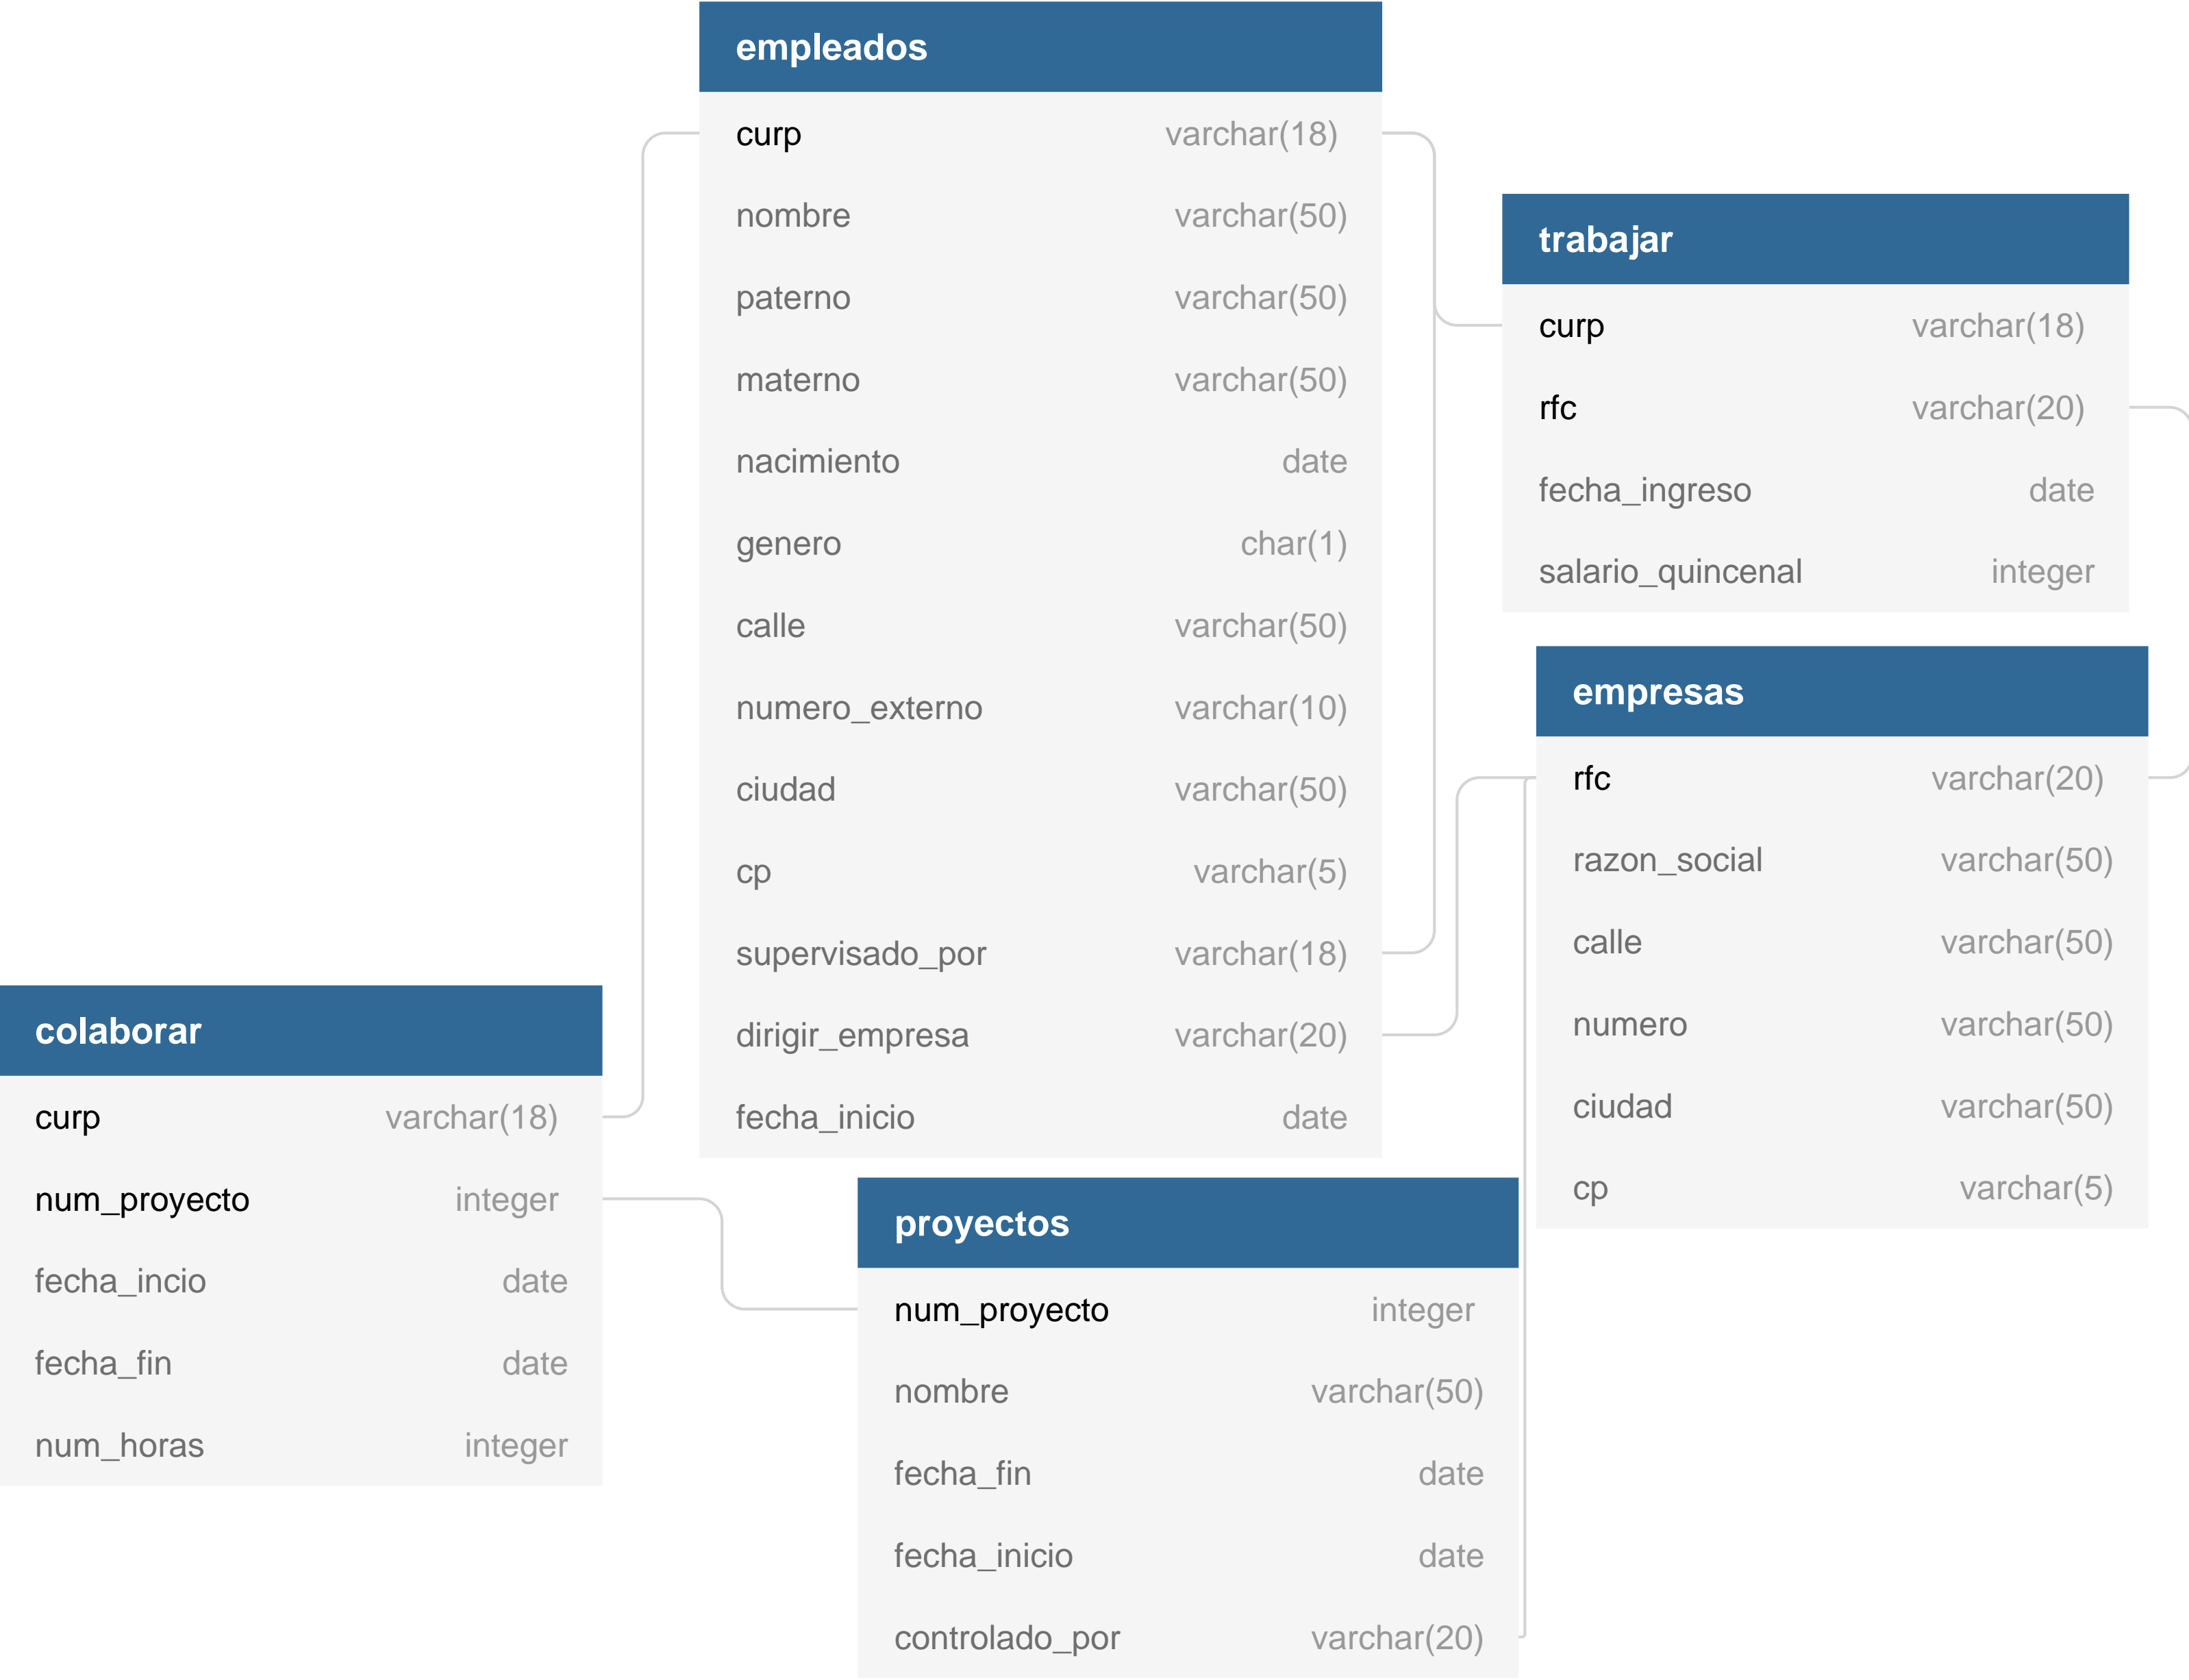 empleados
curp varchar(18)
nombre varchar(50)
paterno varchar(50)
materno varchar(50)
nacimiento date
genero char(1)
calle varchar(50)
numero_externo varchar(10)
ciudad varchar(50)
cp varchar(5)
supervisado_por varchar(18)
dirigir_empresa varchar(20)
fecha_inicio date
trabajar
curp varchar(18)
rfc varchar(20)
fecha_ingreso date
salario_quincenal integer
empresas
rfc varchar(20)
razon_social varchar(50)
calle varchar(50)
numero varchar(50)
ciudad varchar(50)
cp varchar(5)
colaborar
curp varchar(18)
num_proyecto integer
fecha_incio date
fecha_fin date
num_horas integer
proyectos
num_proyecto integer
nombre varchar(50)
fecha_fin date
fecha_inicio date
controlado_por varchar(20)